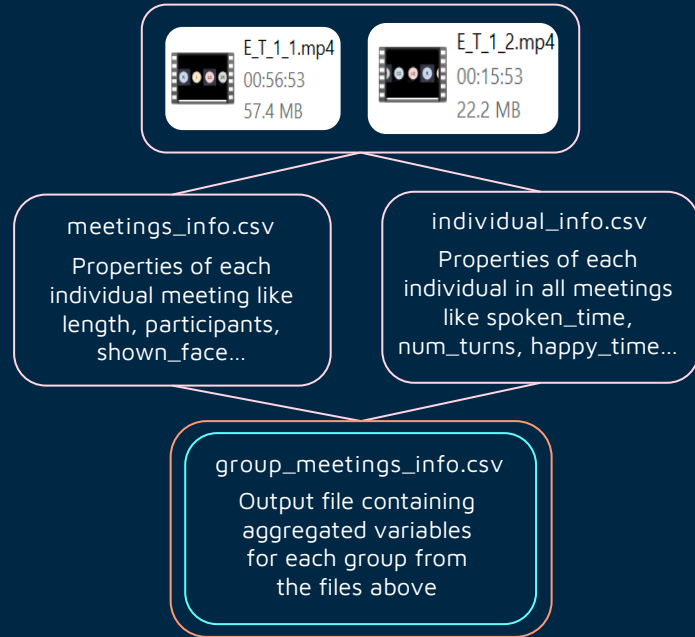 E_T_1_1.mp4
00:56:53
57.4 MB
E_T_1_2.mp4
00:15:53
22.2 MB
meetings_info.csv
Properties of each
individual meeting like
length, participants,
shown_face…
individual_info.csv
Properties of each
individual in all meetings
like spoken_time,
num_turns, happy_time…
group_meetings_info.csv
Output file containing
aggregated variables
for each group from
the files above